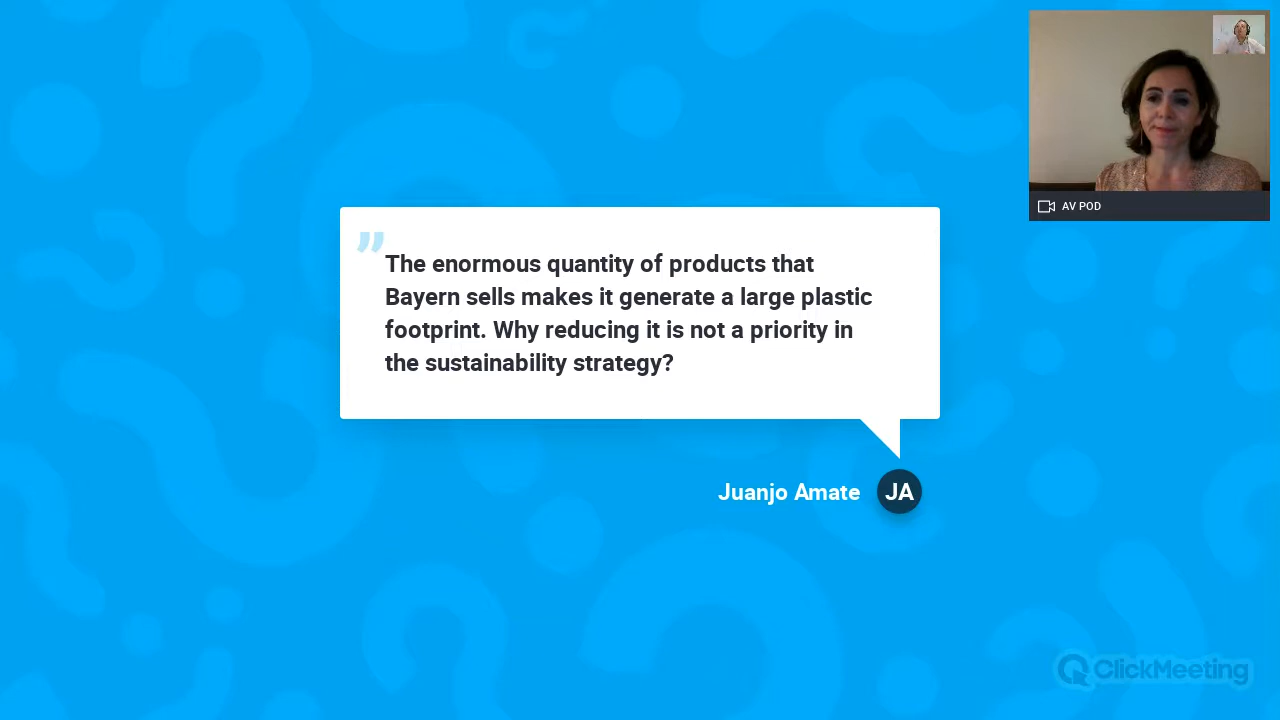 AV POD
”
The enormous quantity of products that
Bayern sells makes it generate a large plastic
footprint. Why reducing it is not a priority in
the sustainability strategy?
Juanjo Amate JA
ClickMeeting